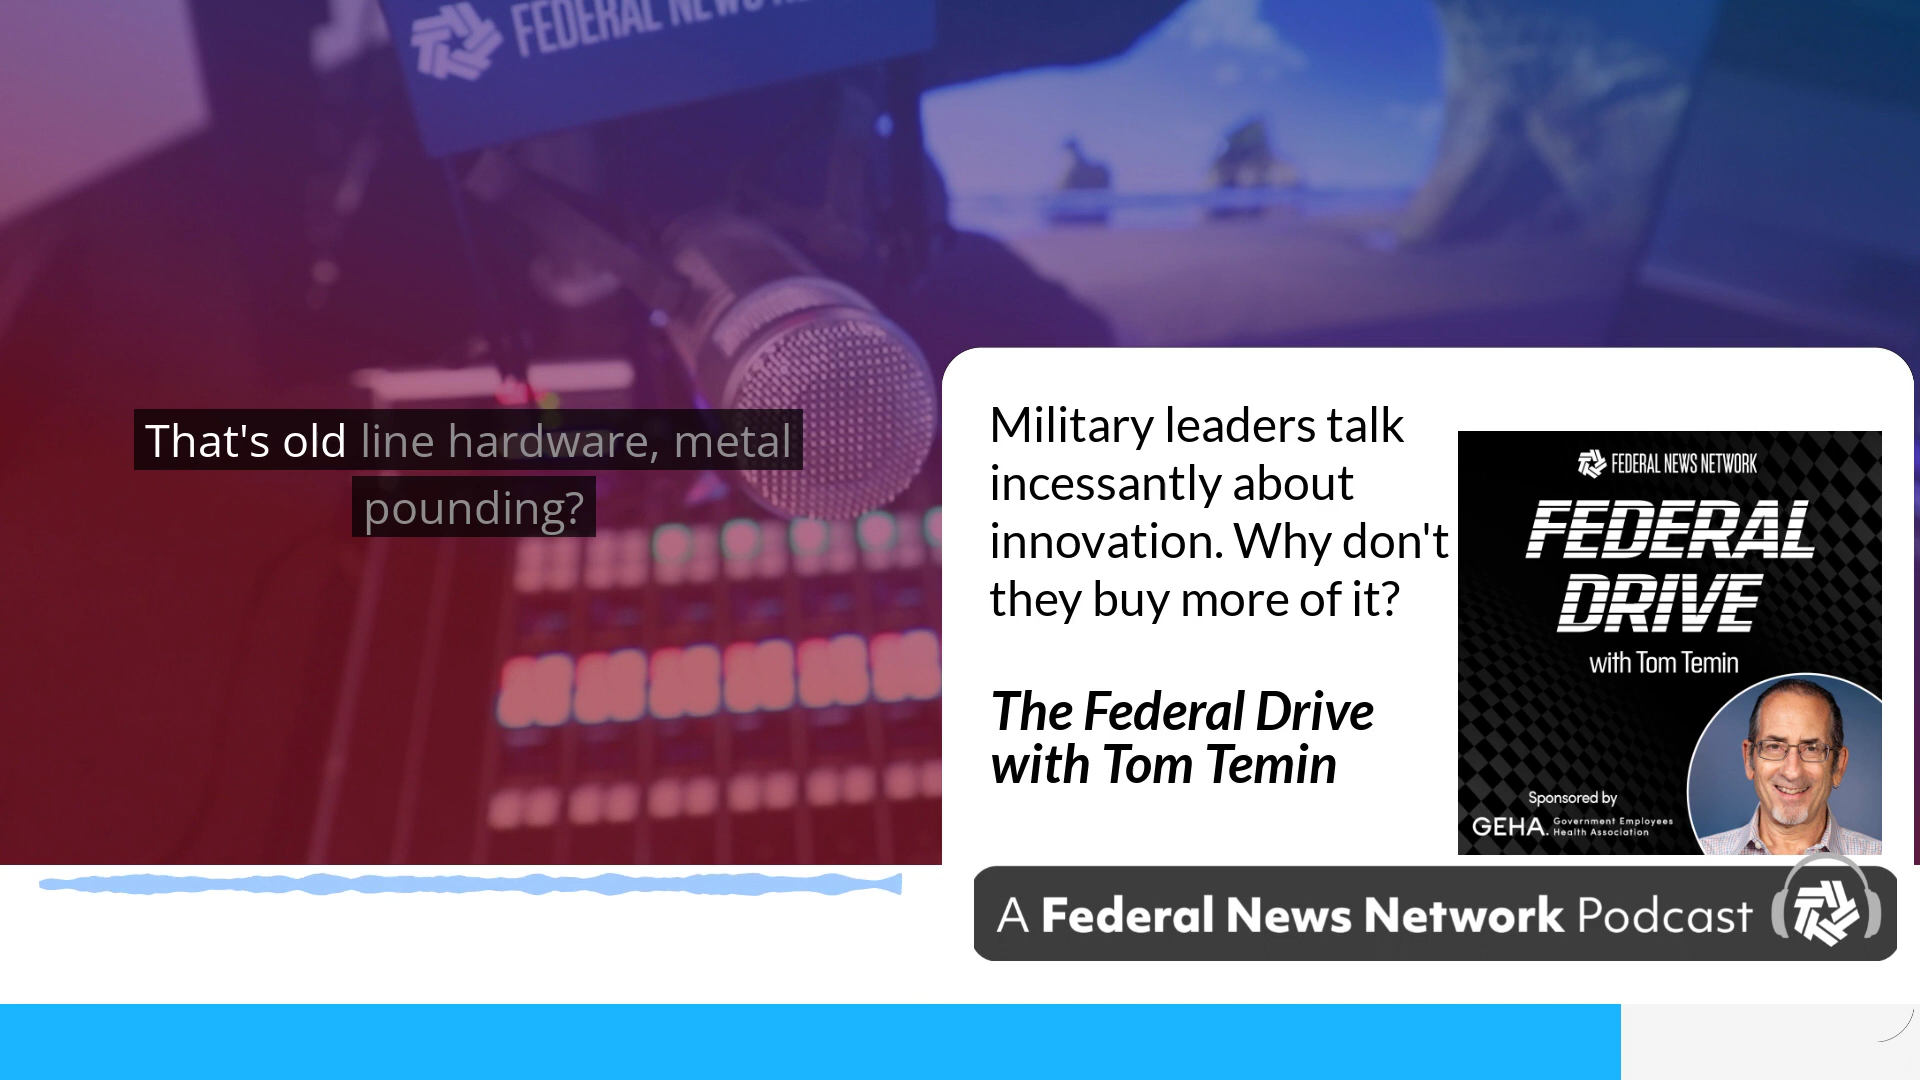 FEDERAL NEWS
That's old line hardware, metal
pounding?
Military leaders talk
incessantly about
innovation. Why don't
they buy more of it?
The Federal Drive
with Tom Temin
FEDERAL NEWS NETWORK
FEDERAL
DRIVE
with Tom Temin
Sponsored by
GEHA. Government Employees
Health Association
A Federal News Network Podcast